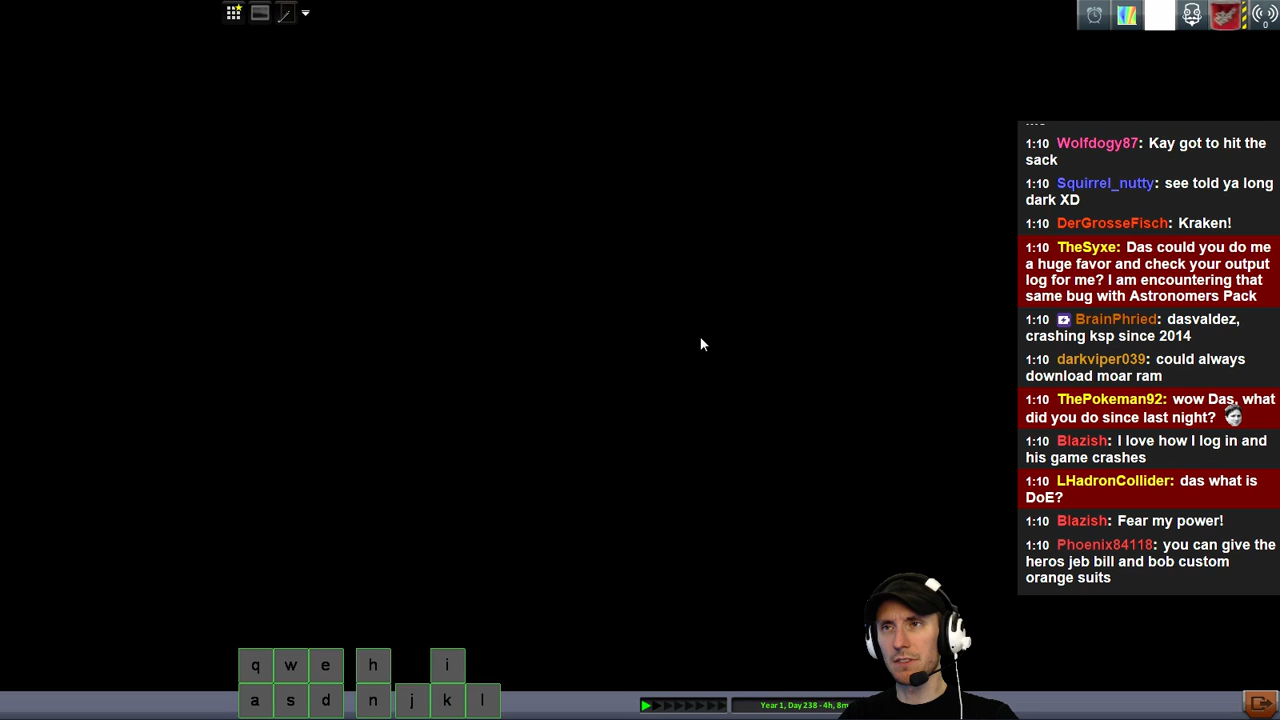 0
1:10 Wolfdogy87: Kay got to hit the
sack
1:10 Squirrel_nutty: see told ya long
dark XD
1:10 DerGrosseFisch: Kraken!
1:10 TheSyxe: Das could you do me
a huge favor and check your output
log for me? I am encountering that
same bug with Astronomers Pack
1:10 BrainPhried: dasvaldez,
crashing ksp since 2014
1:10 darkviper039: could always
download moar ram
1:10 ThePokeman92: wow Das, what
did you do since last night?
1:10 Blazish: I love how I log in and
his game crashes
1:10 LHadronCollider: das what is
DoE?
1:10 Blazish: Fear my power!
1:10 Phoenix84118: you can give the
heros jeb bill and bob custom
orange suits
q w e h i
a s d n j k l
Year 1, Day 238 - 4h, 8m